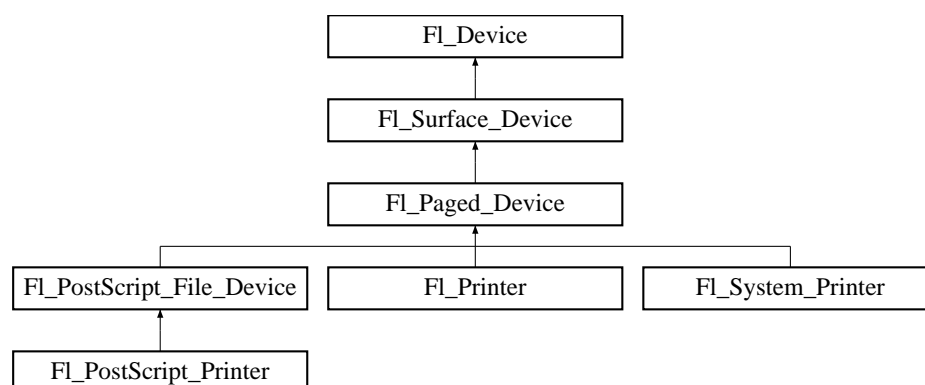 Fl_Device
Fl_Surface_Device
Fl_Paged_Device
Fl_PostScript_File_Device
Fl_Printer
Fl_System_Printer
Fl_PostScript_Printer